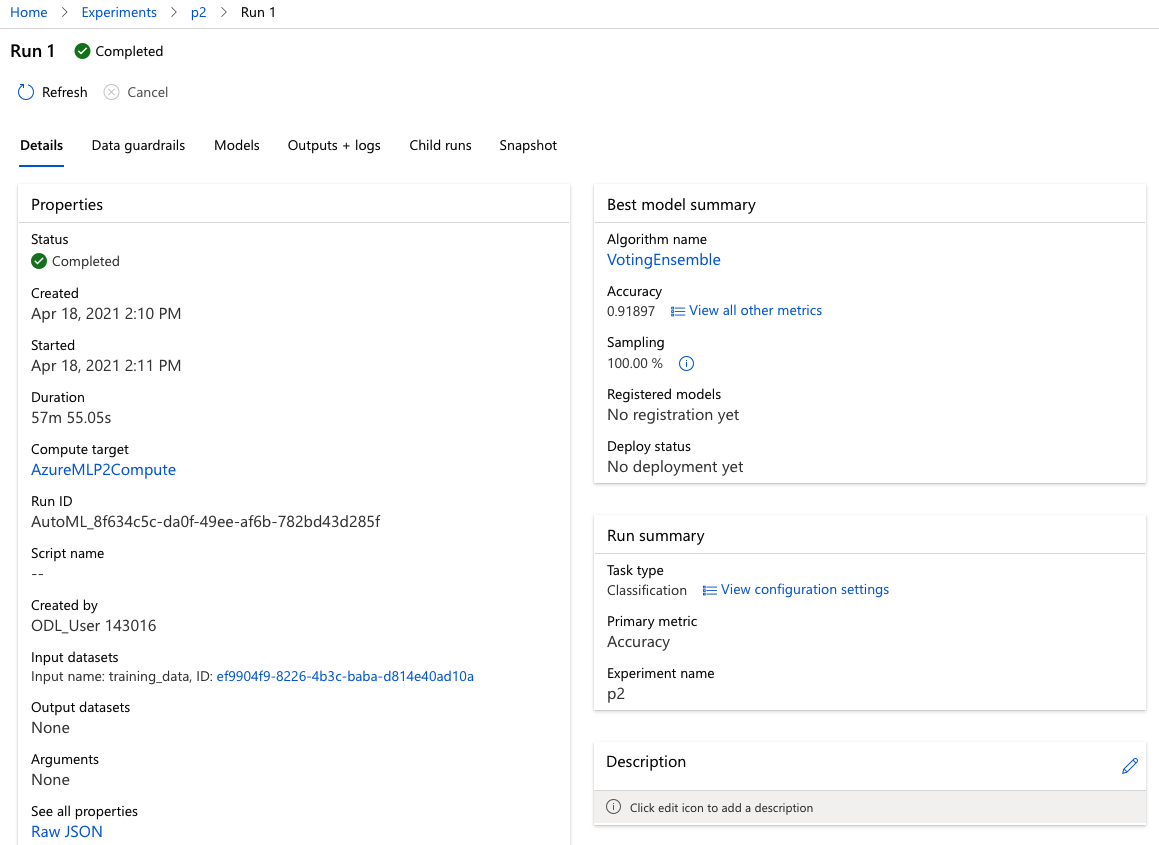 Home > Experiments > p2 > Run 1
Run 1 Completed
Refresh Cancel
Details Data guardrails Models Outputs + logs Child runs Snapshot
Properties
Status
Completed
Created
Apr 18, 2021 2:10 PM
Started
Apr 18, 2021 2:11 PM
Duration
57m 55.05s
Compute target
AzureMLP2Compute
Run ID
AutoML_8f634c5c-da0f-49ee-af6b-782bd43d285f
Script name
--
Created by
ODL_User 143016
Input datasets
Input name: training_data, ID: ef9904f9-8226-4b3c-baba-d814e40ad10a
Output datasets
None
Arguments
None
See all properties
Raw JSON
Best model summary
Algorithm name
VotingEnsemble
Accuracy
0.91897 View all other metrics
Sampling
100.00 %
Registered models
No registration yet
Deploy status
No deployment yet
Run summary
Task type
Classification View configuration settings
Primary metric
Accuracy
Experiment name
p2
Description
Click edit icon to add a description